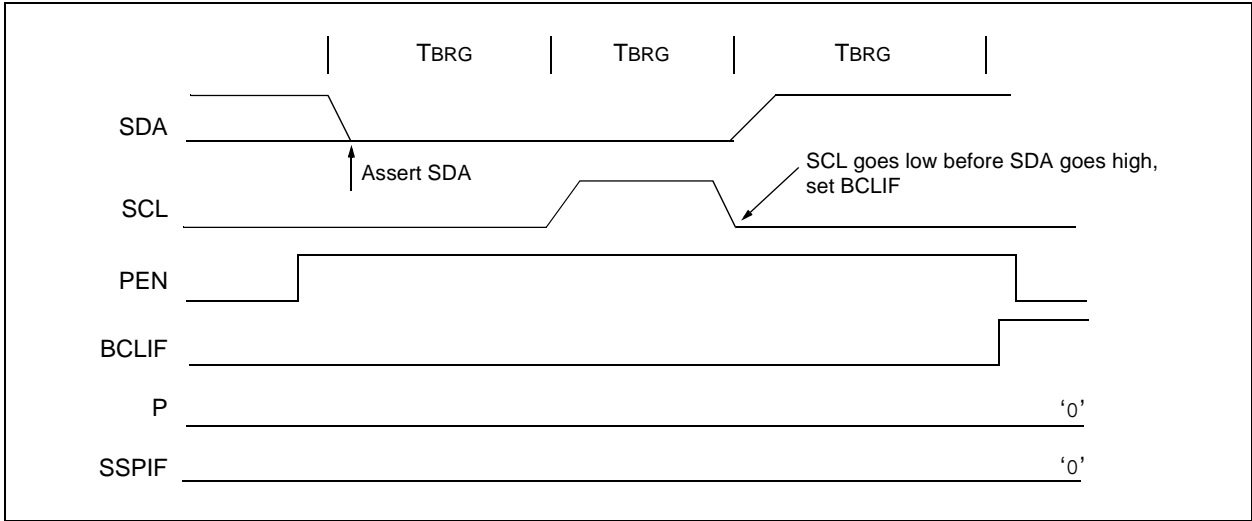 TBRG TBRG TBRG
SDA
Assert SDA
SCL goes low before SDA goes high,
set BCLIF
SCL
PEN
BCLIF
P
‘0’
SSPIF
‘0’